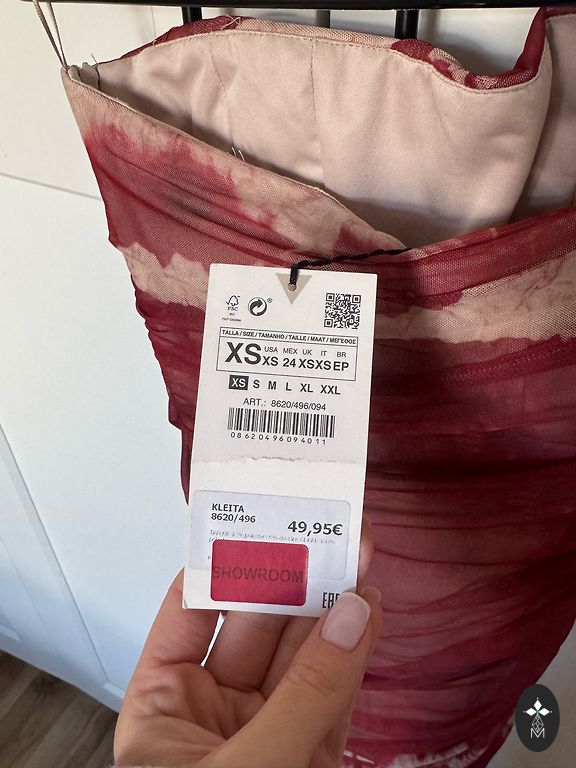 FSC
TALLA / SIZE / TAMANHO / TAILLE / MAAT / ΜΕΓΕΘΟΣ
XS USA MEX UK IT BR
XS 24 XS XS EP
XS S M L XL XXL
ART.: 8620/496/094
08620496094011
KLEITA
8620/496
49,95€
SHOWROOM